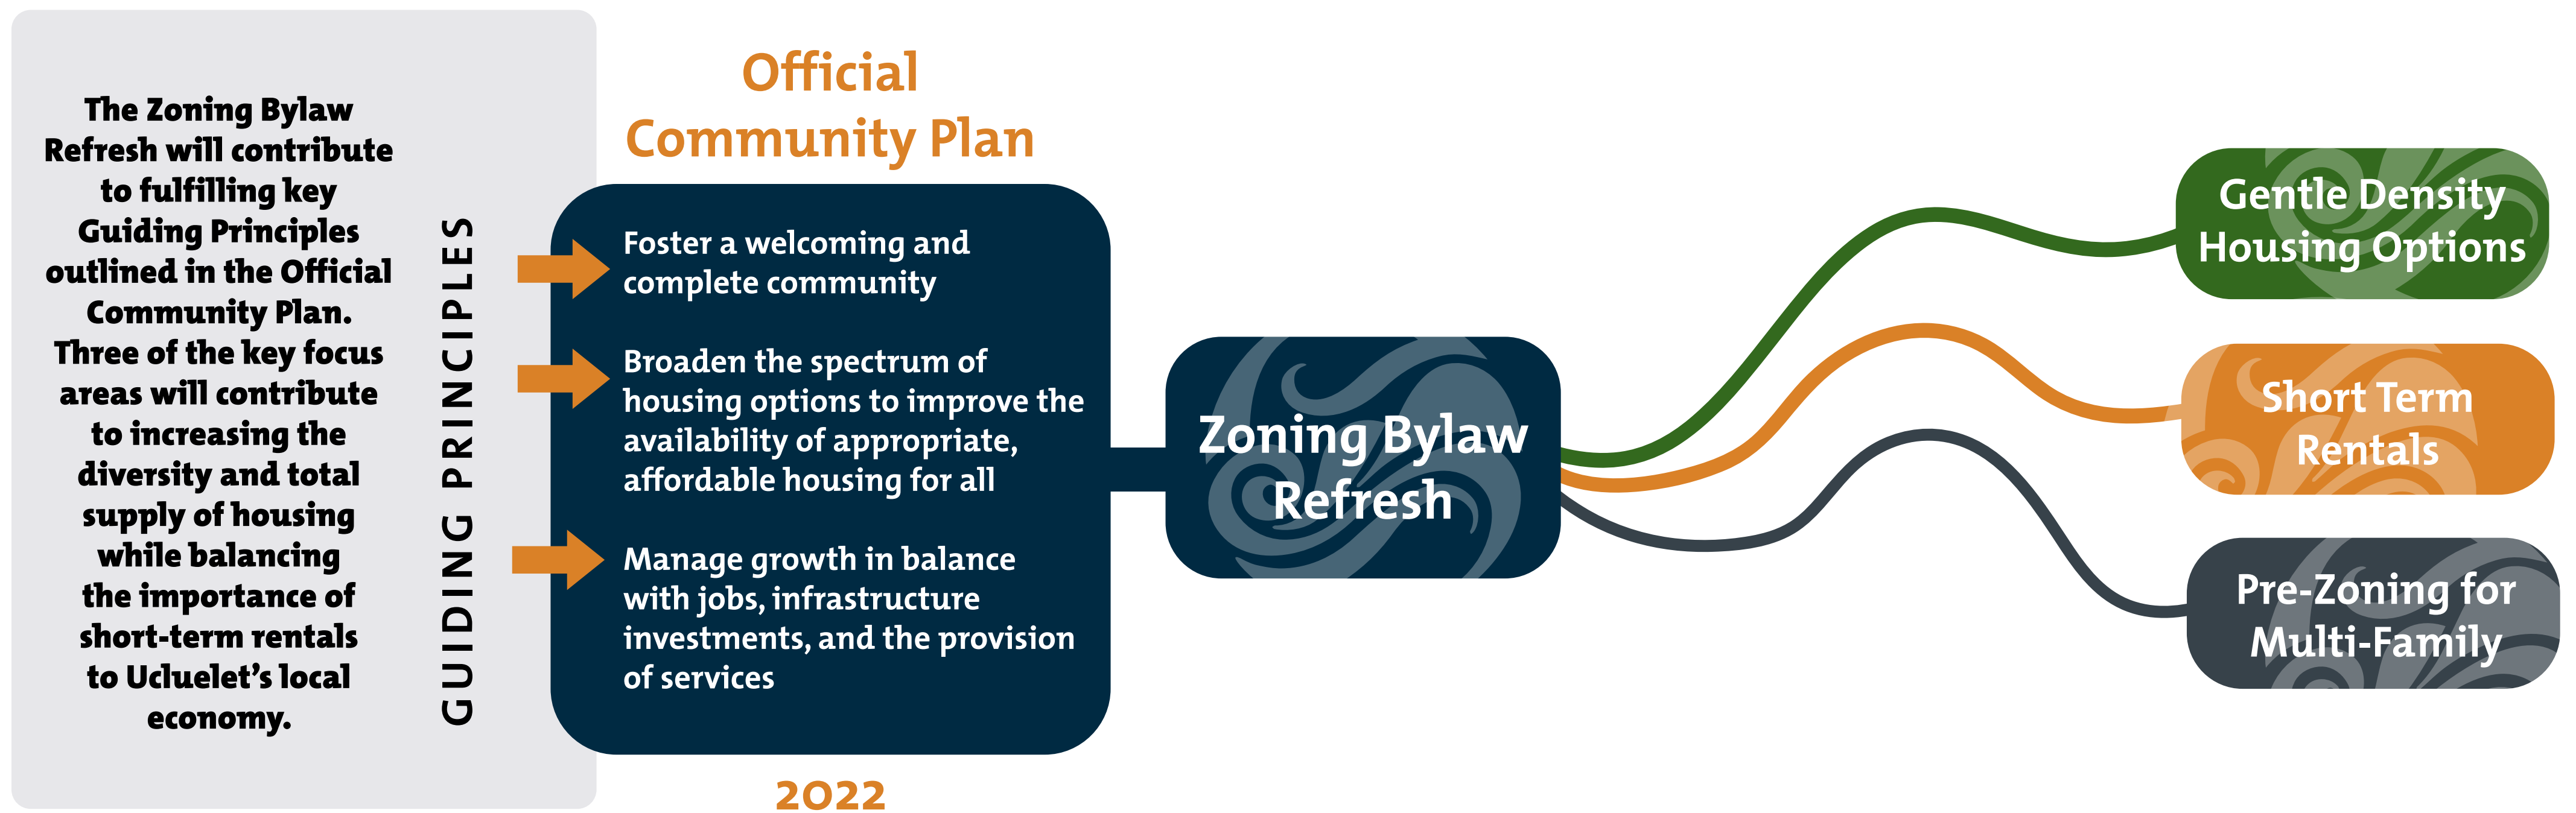 The Zoning Bylaw
Refresh will contribute
to fulfilling key
Guiding Principles
outlined in the Official
Community Plan.
Three of the key focus
areas will contribute
to increasing the
diversity and total
supply of housing
while balancing
the importance of
short-term rentals
to Ucluelet’s local
economy.
GUIDING PRINCIPLES
Official
Community Plan
Foster a welcoming and
complete community
Broaden the spectrum of
housing options to improve the
availability of appropriate,
affordable housing for all
Manage growth in balance
with jobs, infrastructure
investments, and the provision
of services
2022
Zoning Bylaw
Refresh
Gentle Density
Housing Options
Short Term
Rentals
Pre-Zoning for
Multi-Family